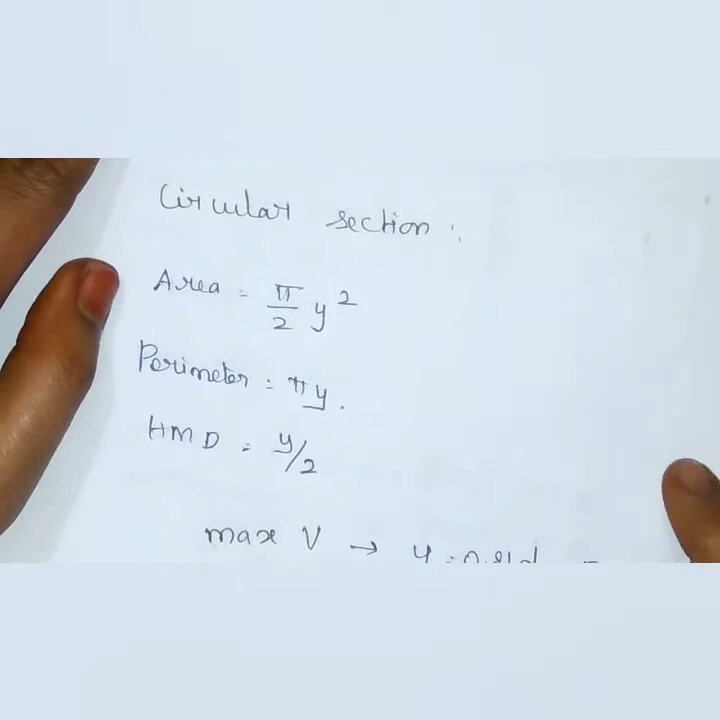 Circular section :
Area = π/2 y²
Perimeter = πy.
HMD = y/2
max V →